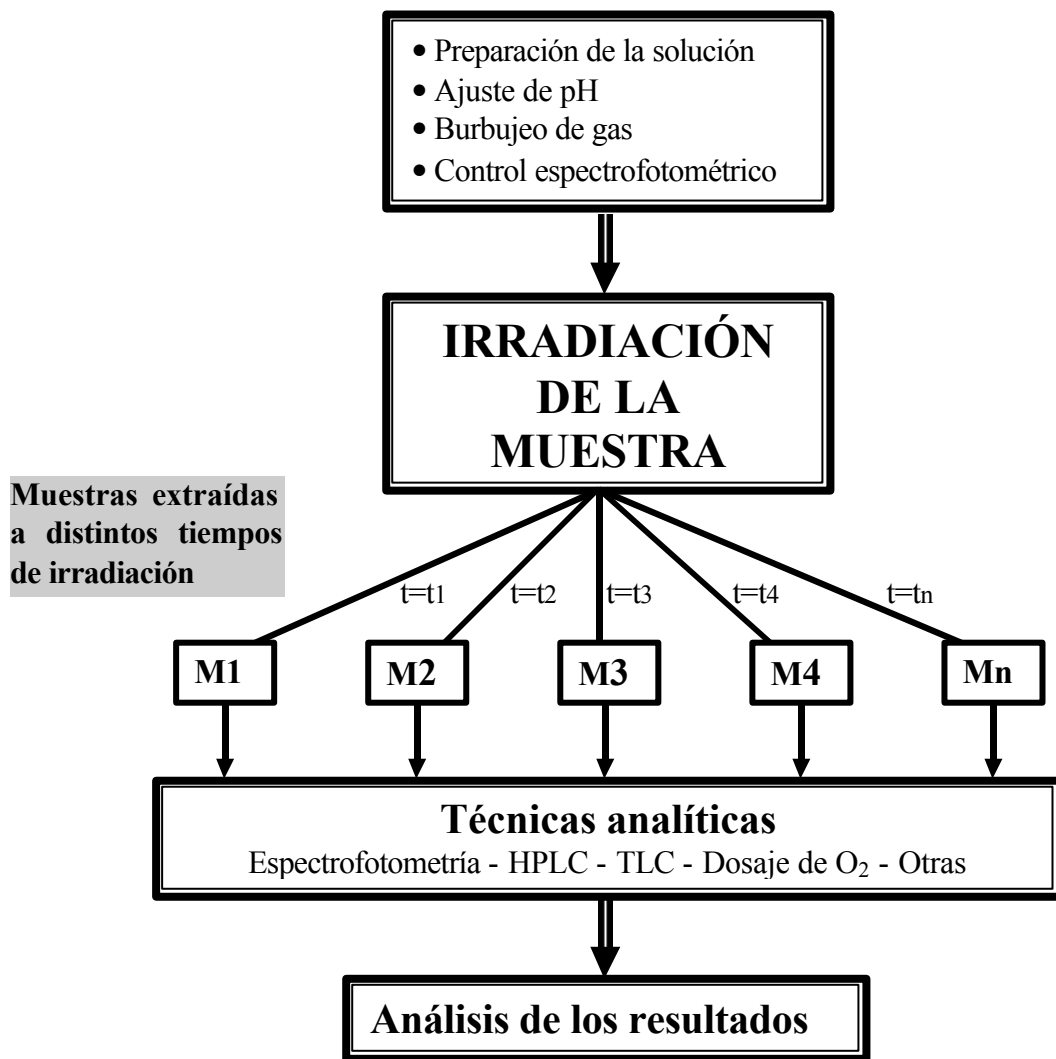 • Preparación de la solución
• Ajuste de pH
• Burbujeo de gas
• Control espectrofotométrico
IRRADIACIÓN
DE LA
MUESTRA
Muestras extraídas
a distintos tiempos
de irradiación
t=t1 t=t2 t=t3 t=t4 t=tn
M1 M2 M3 M4 Mn
Técnicas analíticas
Espectrofotometría - HPLC - TLC - Dosaje de O₂ - Otras
Análisis de los resultados